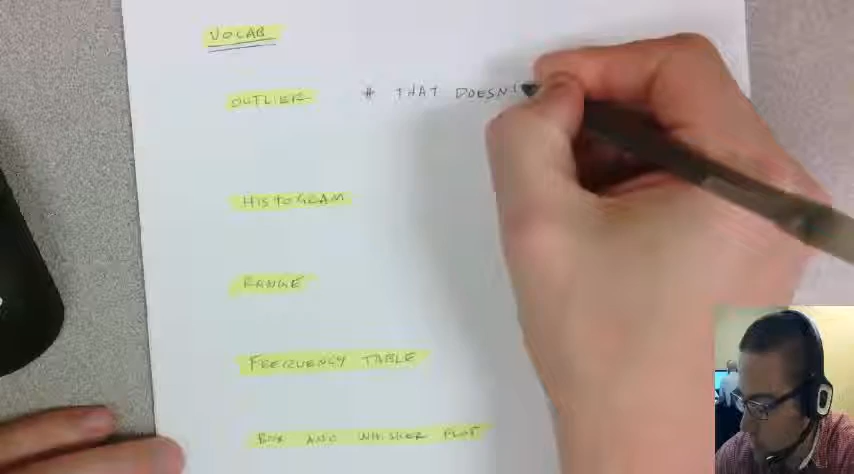 VOCAB
OUTLIER # THAT DOESN'
HISTOGRAM
RANGE
FREQUENCY TABLE
BOX AND WHISKER PLOT